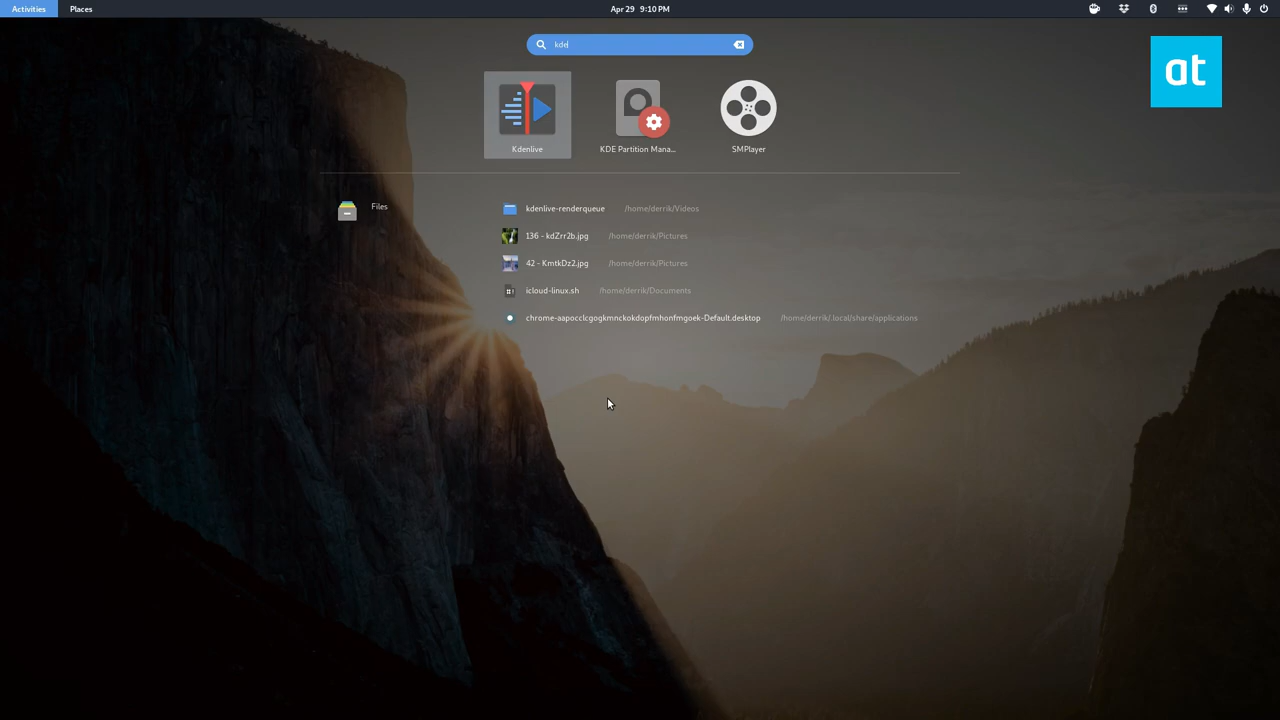 Activities Places Apr 29 9:10 PM
kde
at
Kdenlive KDE Partition Mana... SMPlayer
Files
kdenlive-renderqueue /home/derrik/Videos
136 - kdZrr2b.jpg /home/derrik/Pictures
42 - KmtkDz2.jpg /home/derrik/Pictures
icloud-linux.sh /home/derrik/Documents
chrome-aapocclcgogkmnckokdopfmhonfmgoek-Default.desktop /home/derrik/.local/share/applications